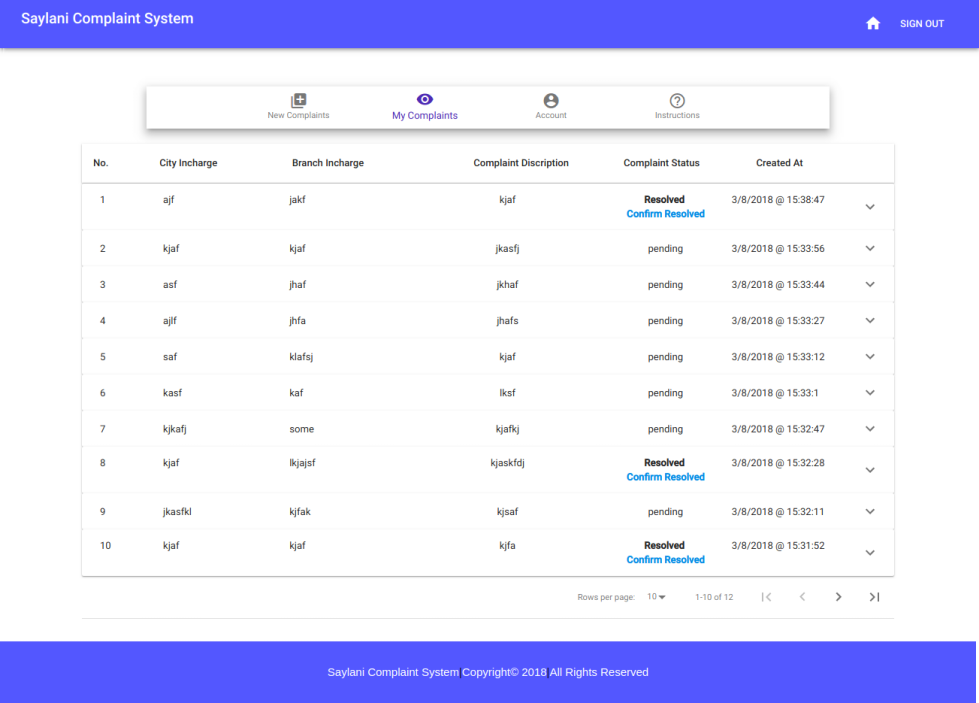 Saylani Complaint System
SIGN OUT
New Complaints My Complaints Account Instructions
No. City Incharge Branch Incharge Complaint Discription Complaint Status Created At
1 ajf jakf kjaf Resolved 3/8/2018 @ 15:38:47
Confirm Resolved
2 kjaf kjaf jkasfj pending 3/8/2018 @ 15:33:56
3 asf jhaf jkhaf pending 3/8/2018 @ 15:33:44
4 ajlf jhfa jhafs pending 3/8/2018 @ 15:33:27
5 saf klafsj kjaf pending 3/8/2018 @ 15:33:12
6 kasf kaf lksf pending 3/8/2018 @ 15:33:1
7 kjkafj some kjafkj pending 3/8/2018 @ 15:32:47
8 kjaf lkjajsf kjaskfdj Resolved 3/8/2018 @ 15:32:28
Confirm Resolved
9 jkasfkl kjfak kjsaf pending 3/8/2018 @ 15:32:11
10 kjaf kjaf kjfa Resolved 3/8/2018 @ 15:31:52
Confirm Resolved
Rows per page: 10 1-10 of 12
Saylani Complaint System|Copyright© 2018|All Rights Reserved